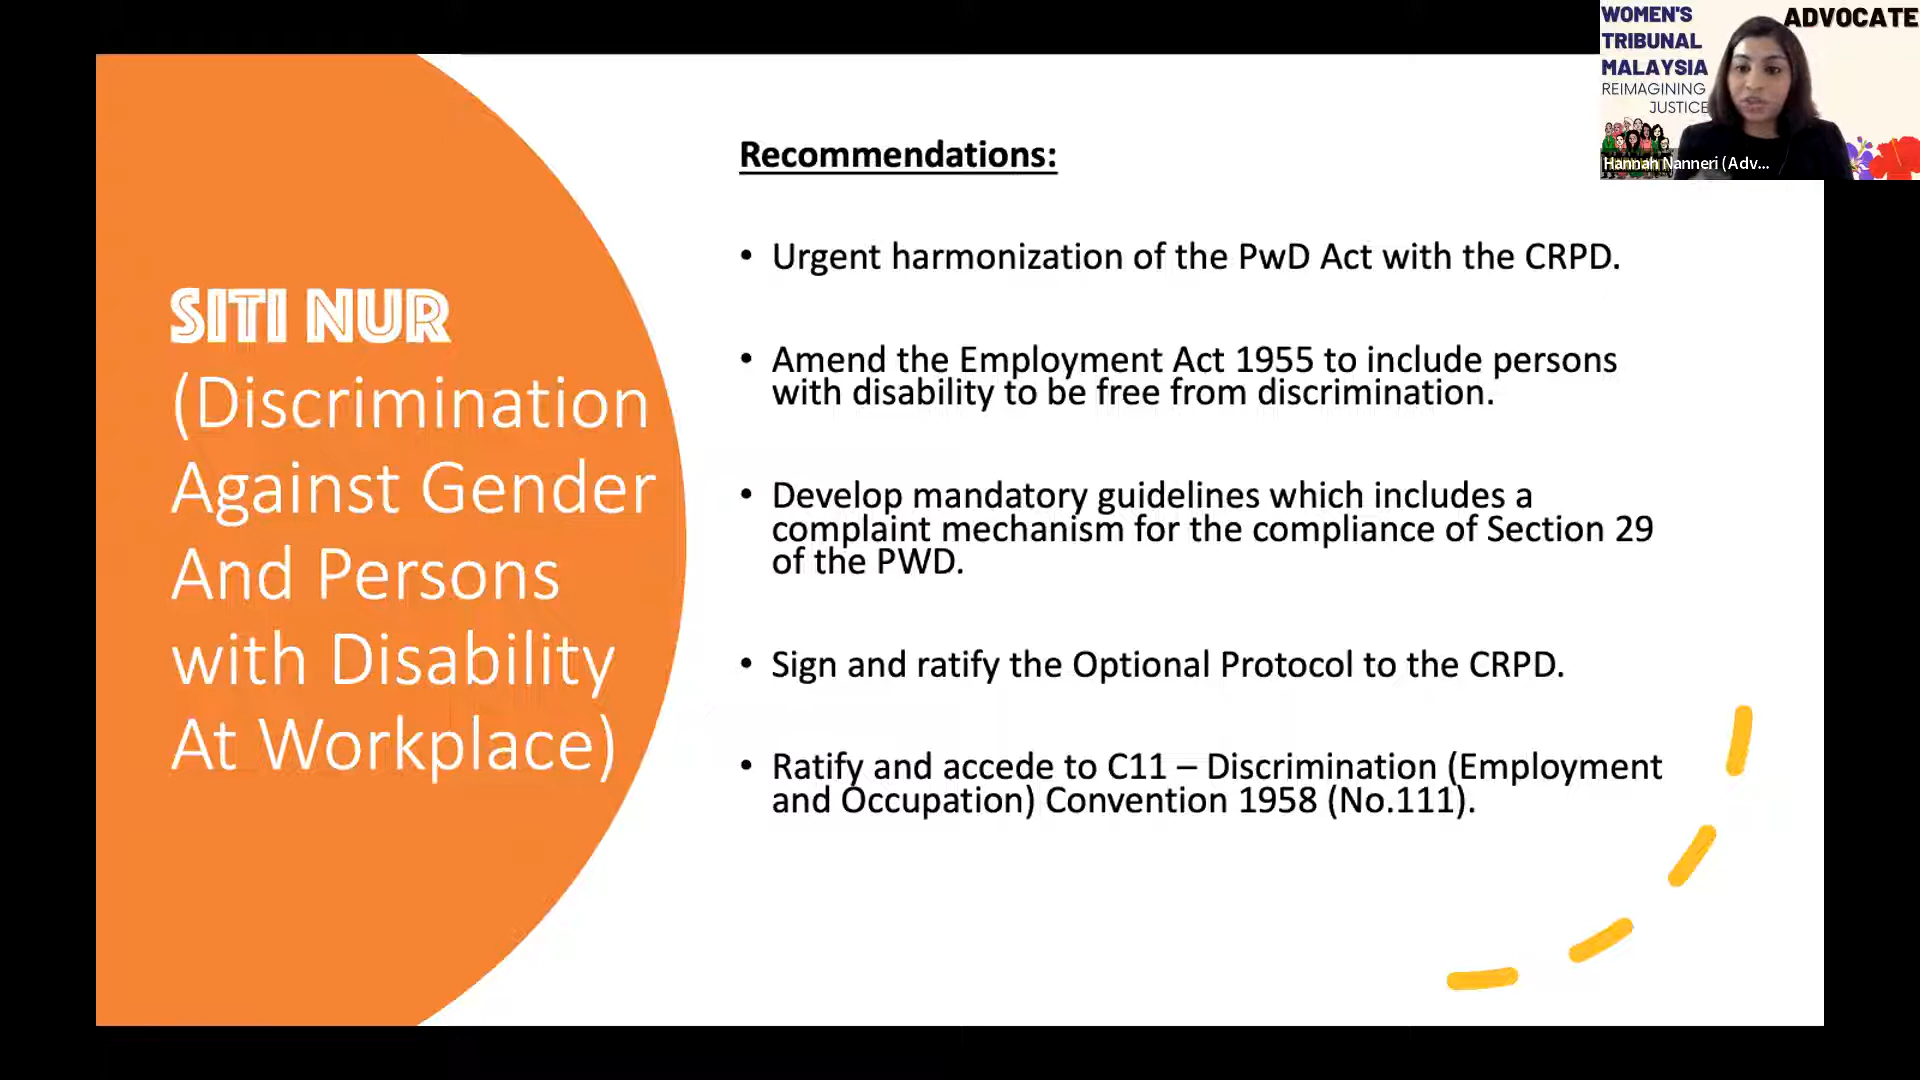 SITI NUR
(Discrimination
Against Gender
And Persons
with Disability
At Workplace)
Recommendations:
• Urgent harmonization of the PwD Act with the CRPD.
• Amend the Employment Act 1955 to include persons
with disability to be free from discrimination.
• Develop mandatory guidelines which includes a
complaint mechanism for the compliance of Section 29
of the PWD.
• Sign and ratify the Optional Protocol to the CRPD.
• Ratify and accede to C11 – Discrimination (Employment
and Occupation) Convention 1958 (No.111).
WOMEN'S
TRIBUNAL
MALAYSIA
REIMAGINING
JUSTICE
ADVOCATE
Hannah Nanneri (Adv...